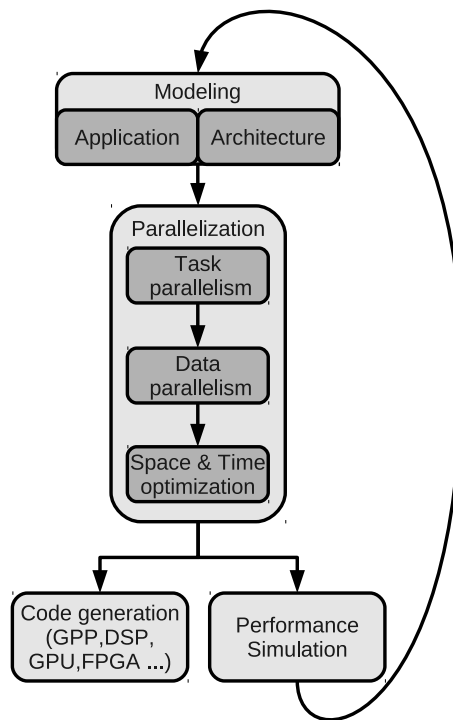 Modeling
Application
Architecture
Parallelization
Task
parallelism
Data
parallelism
Space & Time
optimization
Code generation
(GPP,DSP,
GPU,FPGA ...)
Performance
Simulation